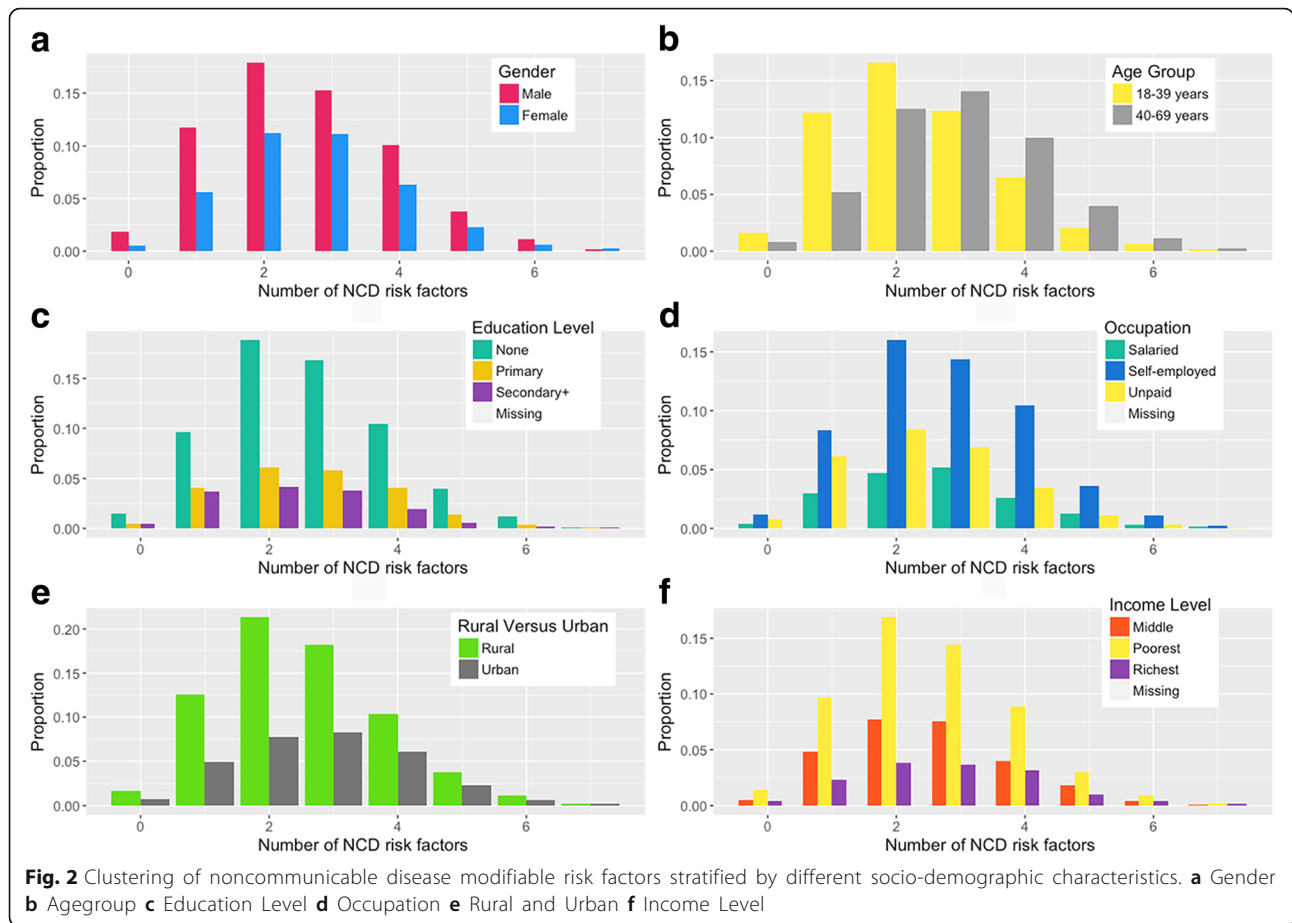 a
Gender
Male
Female
Proportion
0.15
0.10
0.05
0.00
0 2 4 6
Number of NCD risk factors
b
Age Group
18-39 years
40-69 years
Proportion
0.15
0.10
0.05
0.00
0 2 4 6
Number of NCD risk factors
c
Education Level
None
Primary
Secondary+
Missing
Proportion
0.15
0.10
0.05
0.00
0 2 4 6
Number of NCD risk factors
d
Occupation
Salaried
Self-employed
Unpaid
Missing
Proportion
0.15
0.10
0.05
0.00
0 2 4 6
Number of NCD risk factors
e
Rural Versus Urban
Rural
Urban
Proportion
0.20
0.15
0.10
0.05
0.00
0 2 4 6
Number of NCD risk factors
f
Income Level
Middle
Poorest
Richest
Missing
Proportion
0.15
0.10
0.05
0.00
0 2 4 6
Number of NCD risk factors
Fig. 2 Clustering of noncommunicable disease modifiable risk factors stratified by different socio-demographic characteristics. a Gender
b Agegroup c Education Level d Occupation e Rural and Urban f Income Level